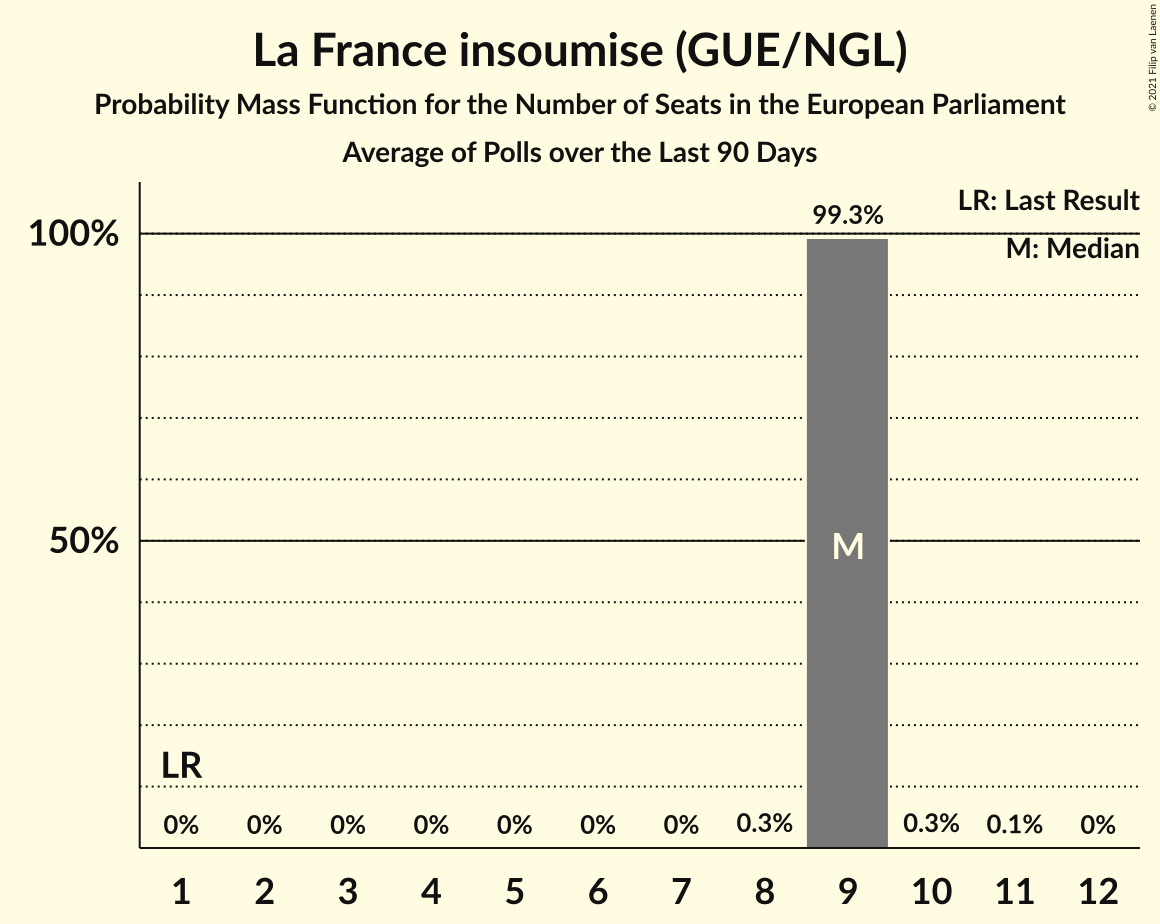 La France insoumise (GUE/NGL)
Probability Mass Function for the Number of Seats in the European Parliament
Average of Polls over the Last 90 Days
© 2021 Filip van Laenen
LR: Last Result
M: Median
100%
50%
99.3%
M
LR
0% 0% 0% 0% 0% 0% 0% 0.3% 0.3% 0.1% 0%
1 2 3 4 5 6 7 8 9 10 11 12